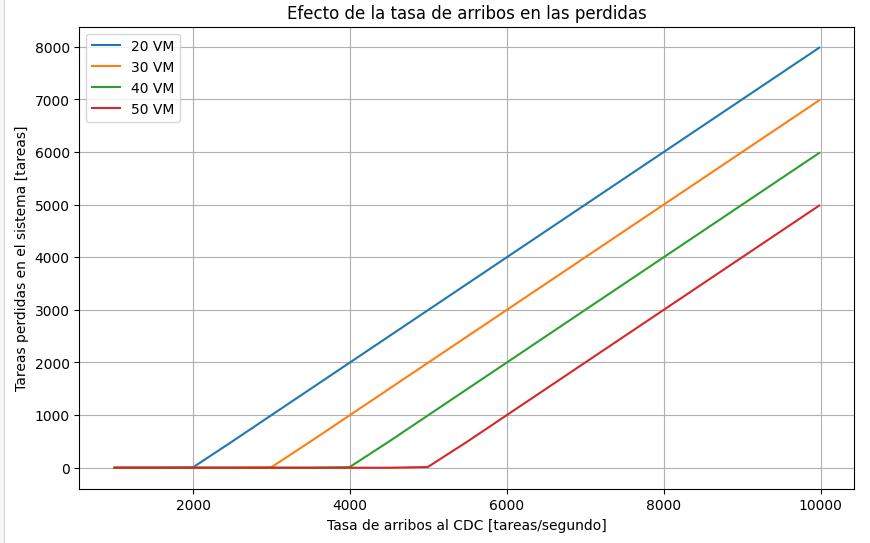 Efecto de la tasa de arribos en las perdidas
20 VM
30 VM
40 VM
50 VM
Tareas perdidas en el sistema [tareas]
8000
7000
6000
5000
4000
3000
2000
1000
0
2000 4000 6000 8000 10000
Tasa de arribos al CDC [tareas/segundo]